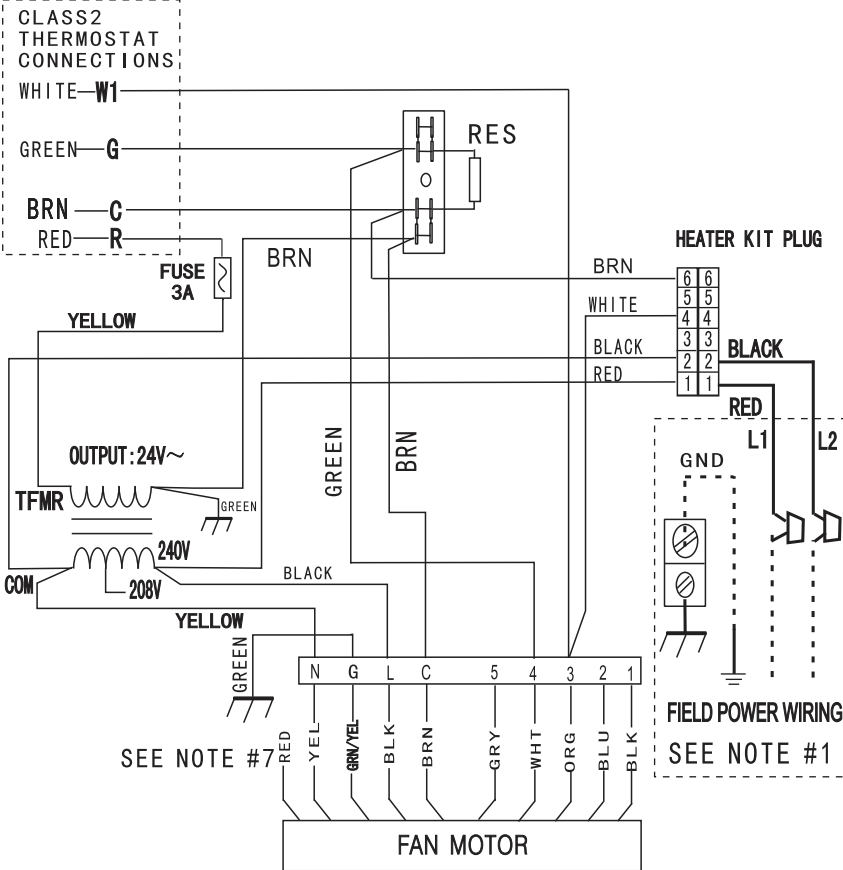 CLASS2
THERMOSTAT
CONNECTIONS
WHITE W1
GREEN G
BRN C
RED R
RES
BRN
FUSE
3A
YELLOW
HEATER KIT PLUG
BRN
WHITE
BLACK
RED
6 6
5 5
4 4
3 3
2 2
1 1
BLACK
RED
L1
L2
GND
OUTPUT:24V~
TFMR
GREEN
GREEN
BRN
240V
COM
208V
BLACK
YELLOW
GREEN
N G L C 5 4 3 2 1
FIELD POWER WIRING
SEE NOTE #1
SEE NOTE #7
RED
YEL
GRN/YEL
BLK
BRN
GRY
WHT
ORG
BLU
BLK
FAN MOTOR